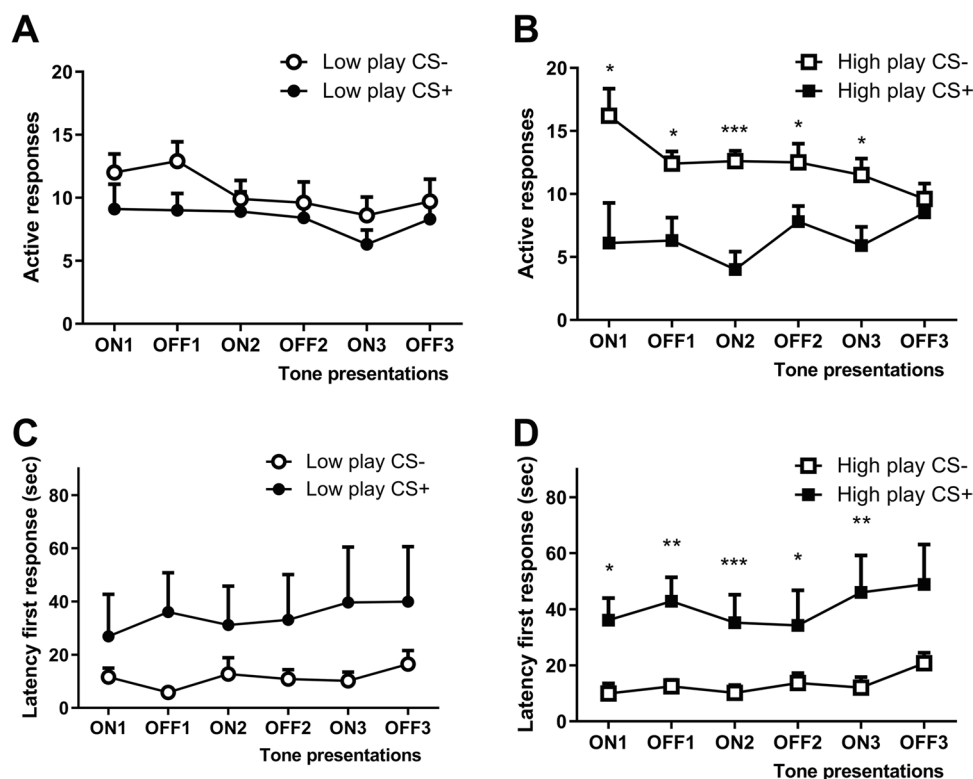 A
Low play CS-
Low play CS+
20
15
10
5
0
Active responses
ON1 OFF1 ON2 OFF2 ON3 OFF3
Tone presentations
B
High play CS-
High play CS+
20
15
10
5
0
Active responses
* * *** * *
ON1 OFF1 ON2 OFF2 ON3 OFF3
Tone presentations
C
Low play CS-
Low play CS+
80
60
40
20
0
Latency first response (sec)
ON1 OFF1 ON2 OFF2 ON3 OFF3
Tone presentations
D
High play CS-
High play CS+
80
60
40
20
0
Latency first response (sec)
* ** *** * **
ON1 OFF1 ON2 OFF2 ON3 OFF3
Tone presentations